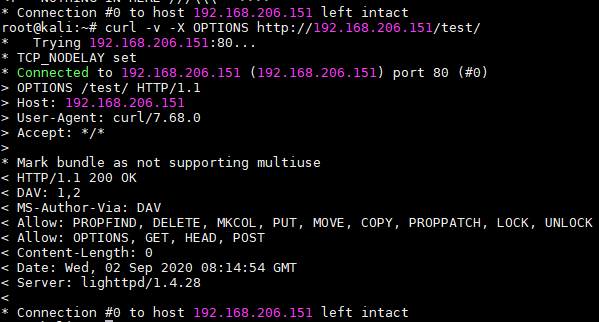 * Connection #0 to host 192.168.206.151 left intact
root@kali:~# curl -v -X OPTIONS http://192.168.206.151/test/
*   Trying 192.168.206.151:80...
* TCP_NODELAY set
* Connected to 192.168.206.151 (192.168.206.151) port 80 (#0)
> OPTIONS /test/ HTTP/1.1
> Host: 192.168.206.151
> User-Agent: curl/7.68.0
> Accept: */*
>
* Mark bundle as not supporting multiuse
< HTTP/1.1 200 OK
< DAV: 1,2
< MS-Author-Via: DAV
< Allow: PROPFIND, DELETE, MKCOL, PUT, MOVE, COPY, PROPPATCH, LOCK, UNLOCK
< Allow: OPTIONS, GET, HEAD, POST
< Content-Length: 0
< Date: Wed, 02 Sep 2020 08:14:54 GMT
< Server: lighttpd/1.4.28
<
* Connection #0 to host 192.168.206.151 left intact